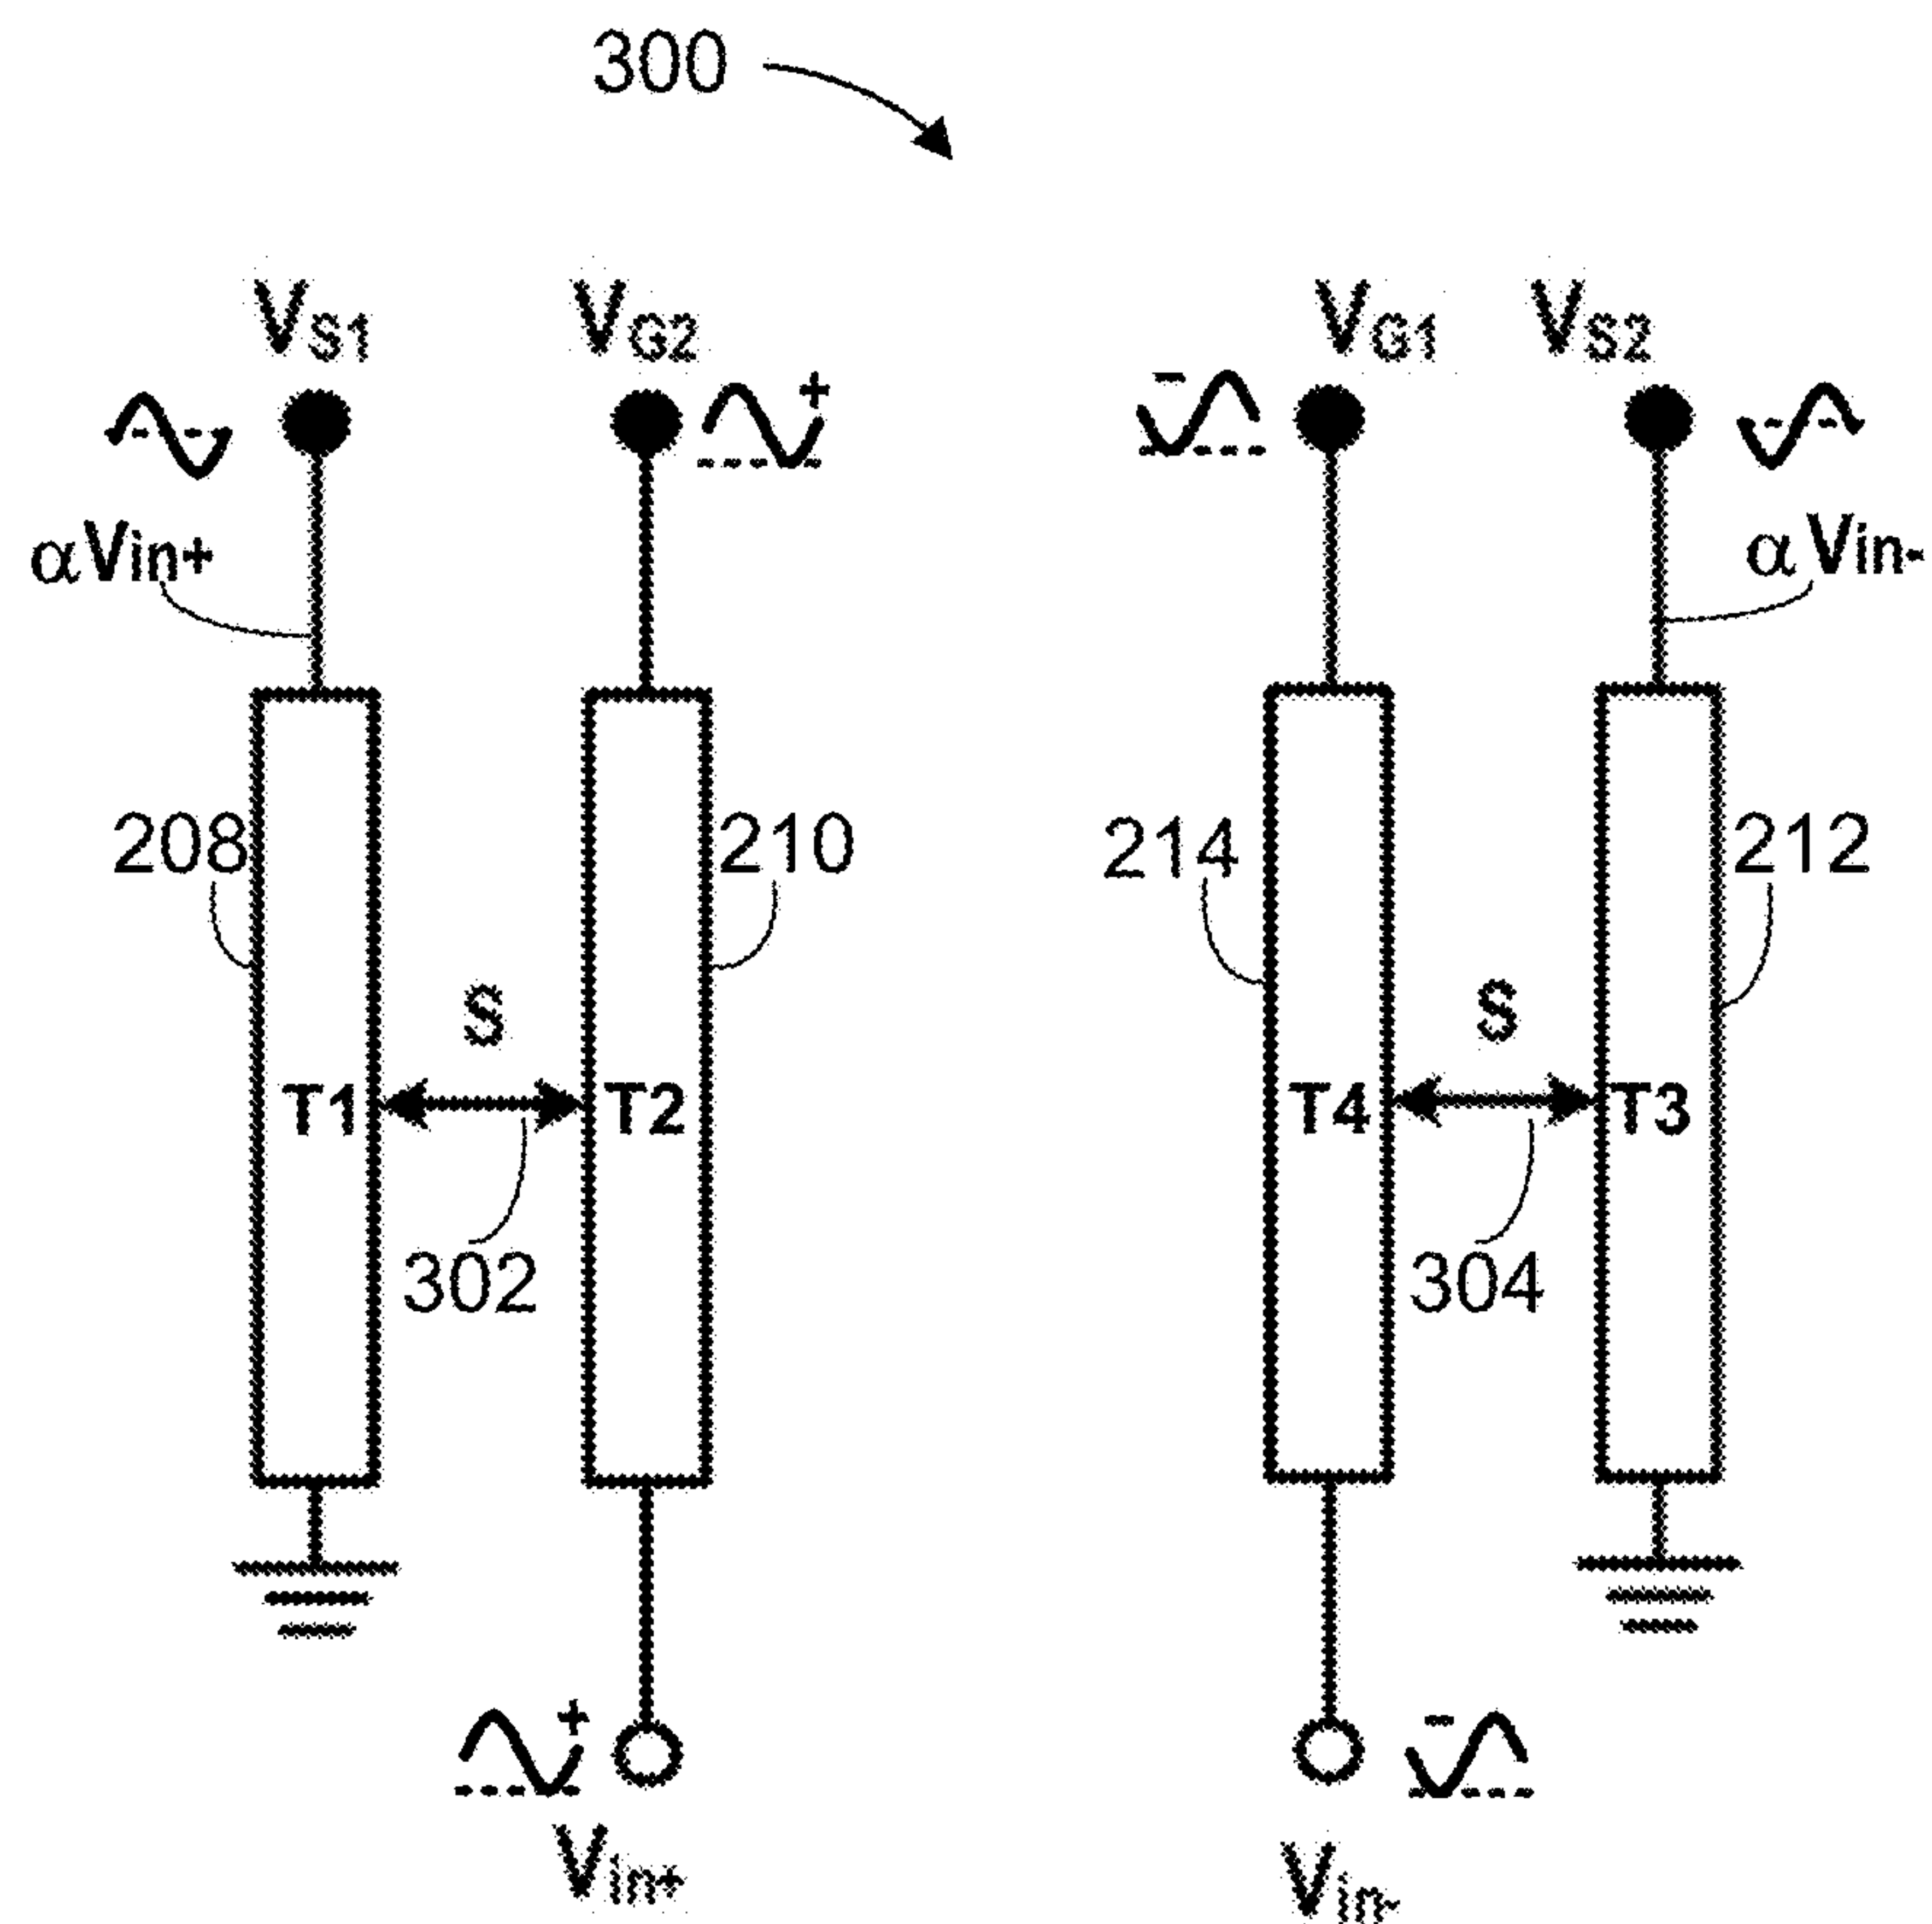 300
VS1 VG2 VG1 VS2
+ -
αVin+ αVin-
208 210 214 212
S S
T1 T2 T4 T3
302 304
+ -
Vin+ Vin-